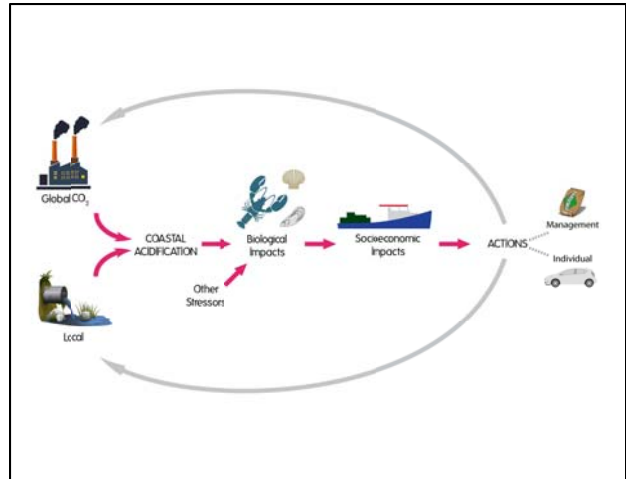 Global CO2
COASTAL
ACIDIFICATION
Local
Other
Stressors
Biological
Impacts
Socioeconomic
Impacts
ACTIONS
Management
Individual